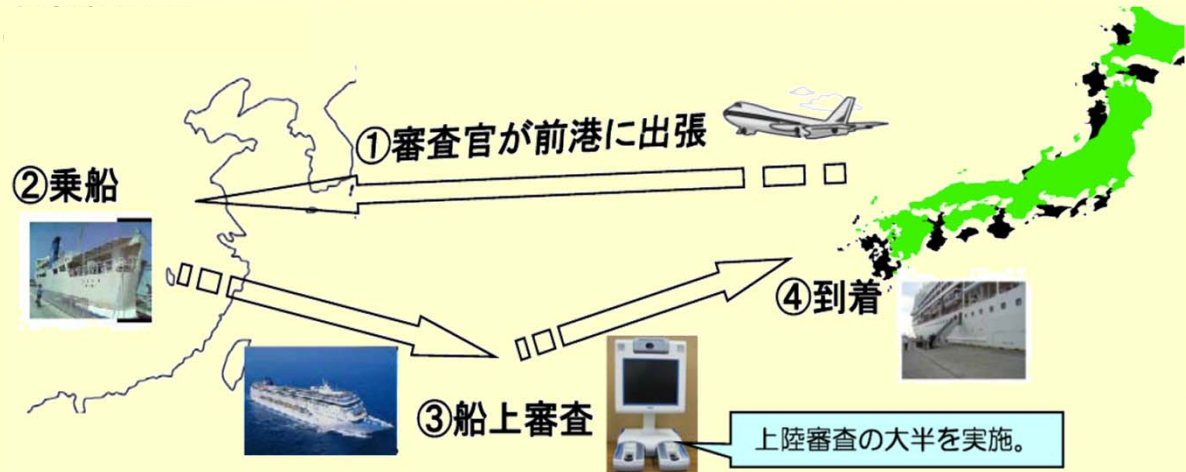 ①審査官が前港に出張
②乗船
③船上審査
④到着
上陸審査の大半を実施。